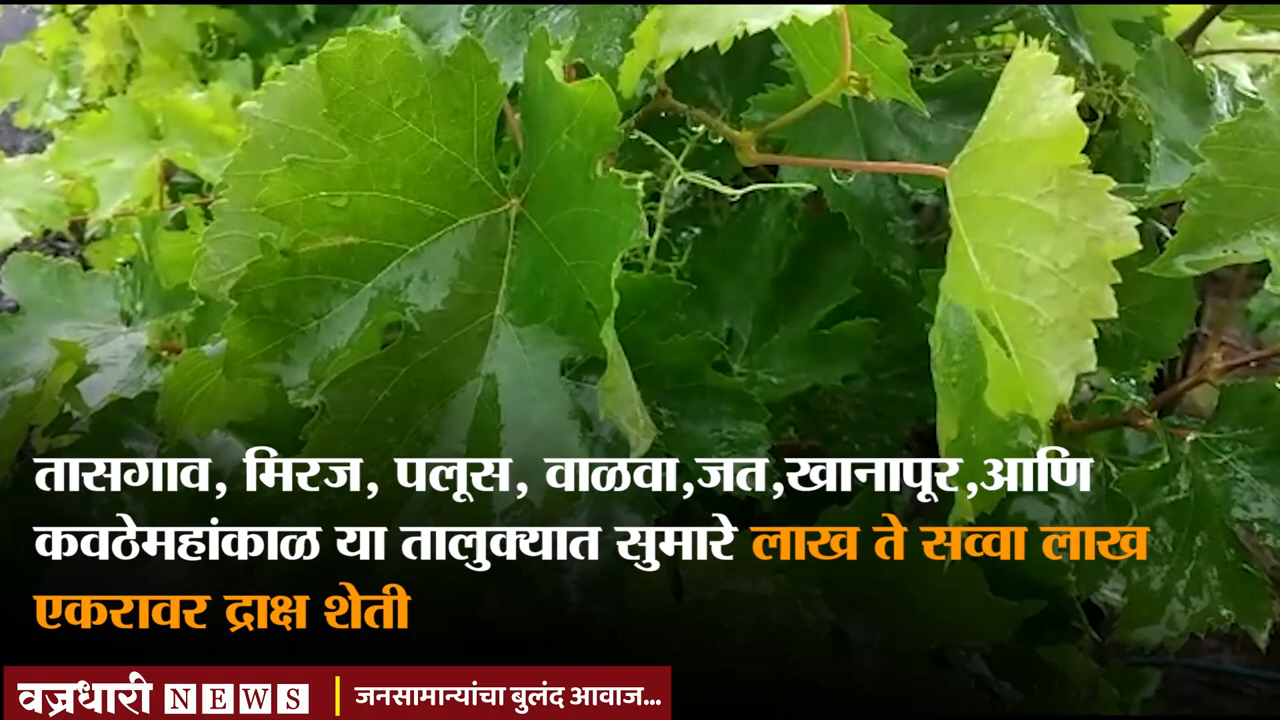 तासगाव, मिरज, पलूस, वाळवा,जत,खानापूर,आणि
कवठेमहांकाळ या तालुक्यात सुमारे लाख ते सव्वा लाख
एकरावर द्राक्ष शेती
वज्रधारी NEWS जनसामान्यांचा बुलंद आवाज...